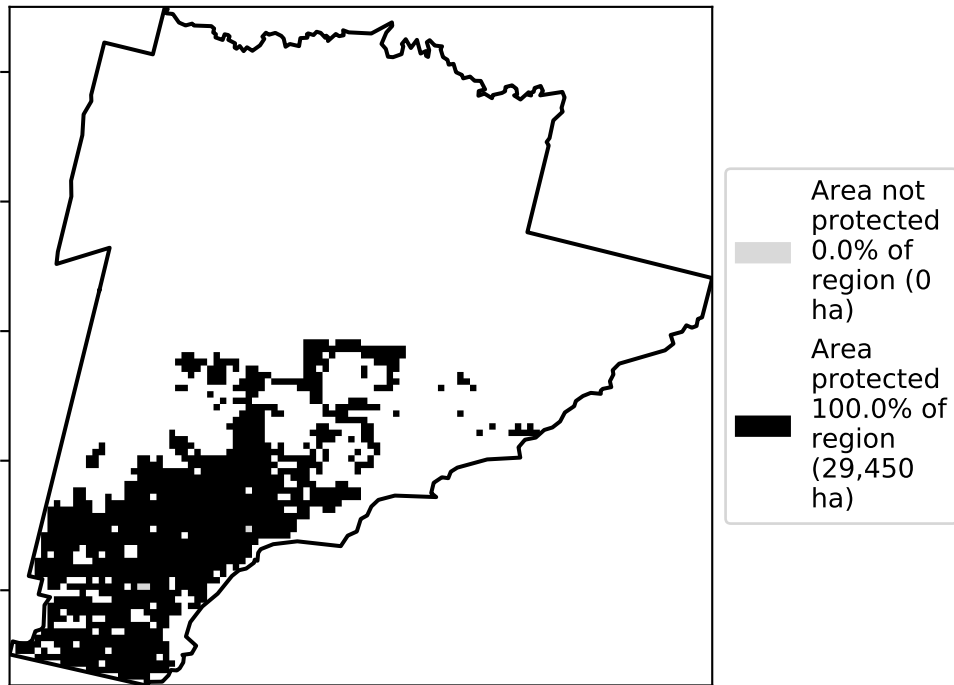 Area not
protected
0.0% of
region (0
ha)
Area
protected
100.0% of
region
(29,450
ha)